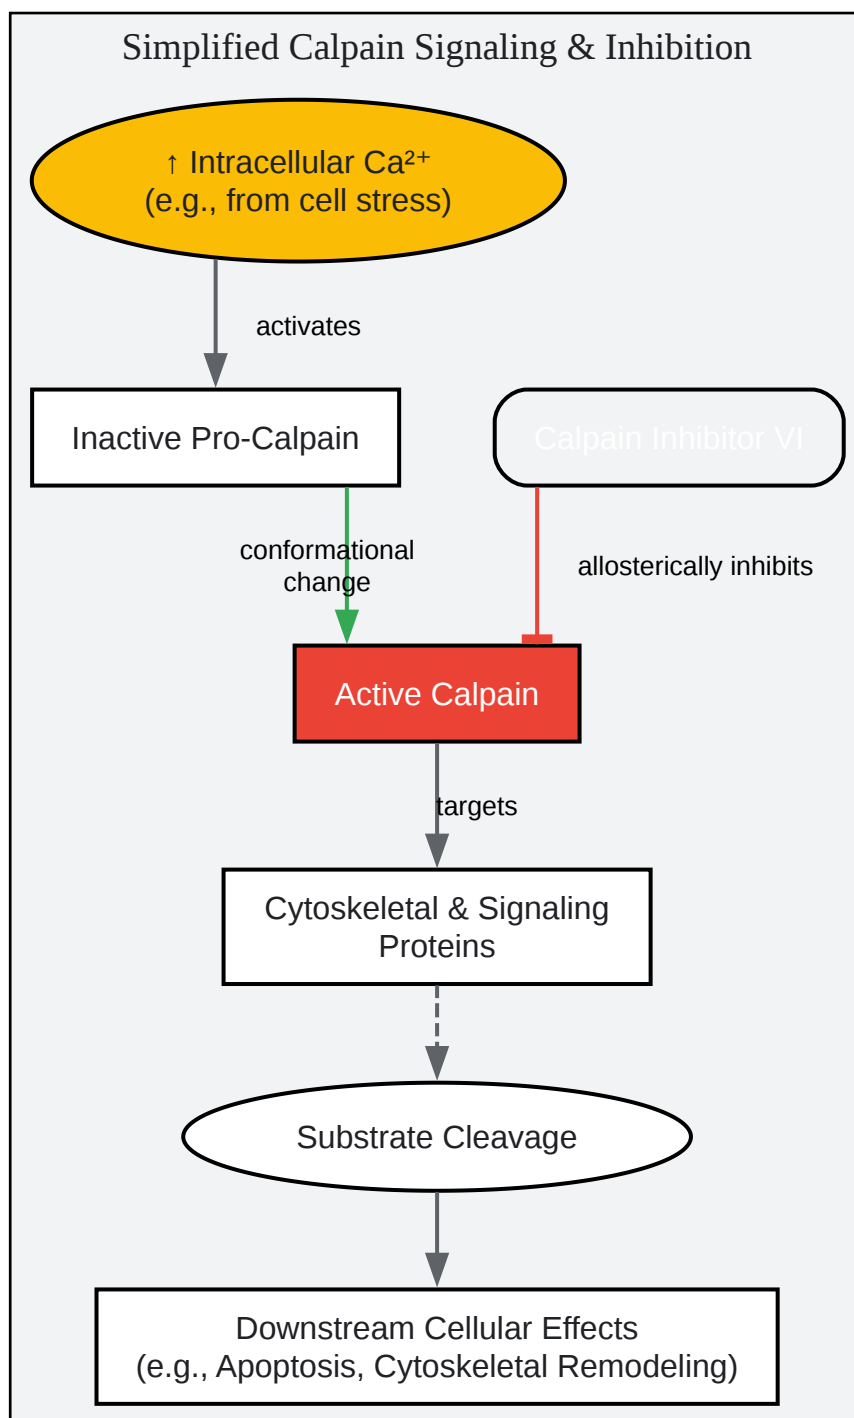 Simplified Calpain Signaling & Inhibition
↑ Intracellular Ca²⁺
(e.g., from cell stress)
activates
Inactive Pro-Calpain
Calpain Inhibitor VI
conformational
change
allosterically inhibits
Active Calpain
targets
Cytoskeletal & Signaling
Proteins
Substrate Cleavage
Downstream Cellular Effects
(e.g., Apoptosis, Cytoskeletal Remodeling)